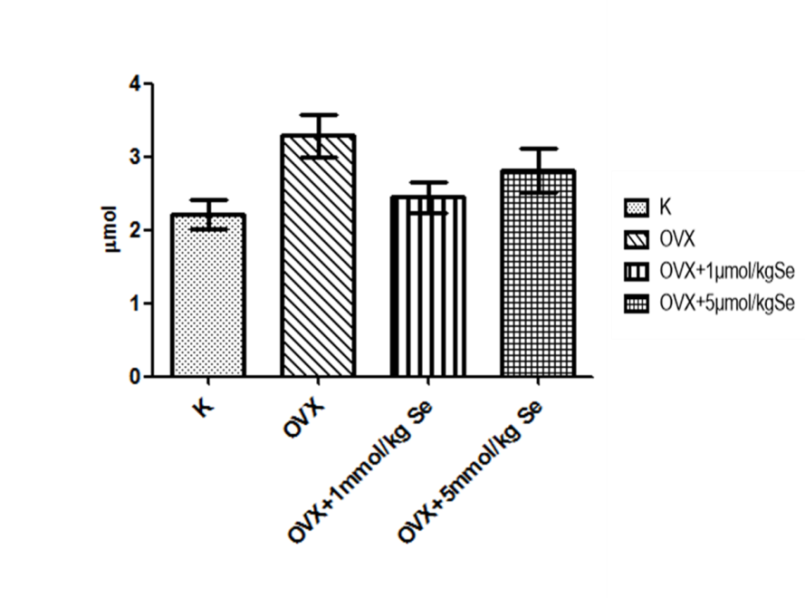 4
3
2
1
0
μmol
K
OVX
OVX+1mmol/kg Se
OVX+5mmol/kg Se
K
OVX
OVX+1μmol/kgSe
OVX+5μmol/kgSe